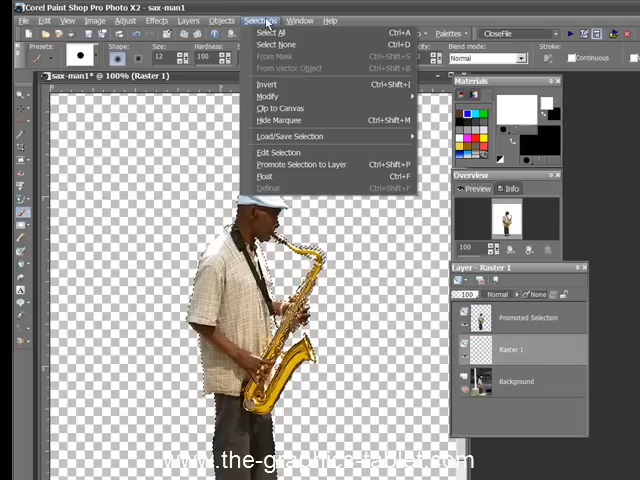 Corel Paint Shop Pro Photo X2 - sax-man1*
File Edit View Image Adjust Effects Layers Objects Selections Window Help
Palettes CloseFile
Presets: Shape: Size: Hardness:
12 100
Blend Mode:
Normal Continuous
sax-man1* @ 100% (Raster 1)
Select All Ctrl+A
Select None Ctrl+D
From Mask Ctrl+Shift+S
From Vector Object Ctrl+Shift+B
Invert Ctrl+Shift+I
Modify
Clip to Canvas
Hide Marquee Ctrl+Shift+M
Load/Save Selection
Edit Selection
Promote Selection to Layer Ctrl+Shift+P
Float Ctrl+F
Defloat Ctrl+Shift+F
Materials
Overview
Preview Info
100
Layer - Raster 1
100 Normal None
Promoted Selection
Raster 1
Background
www.the-graphics-tablet.com